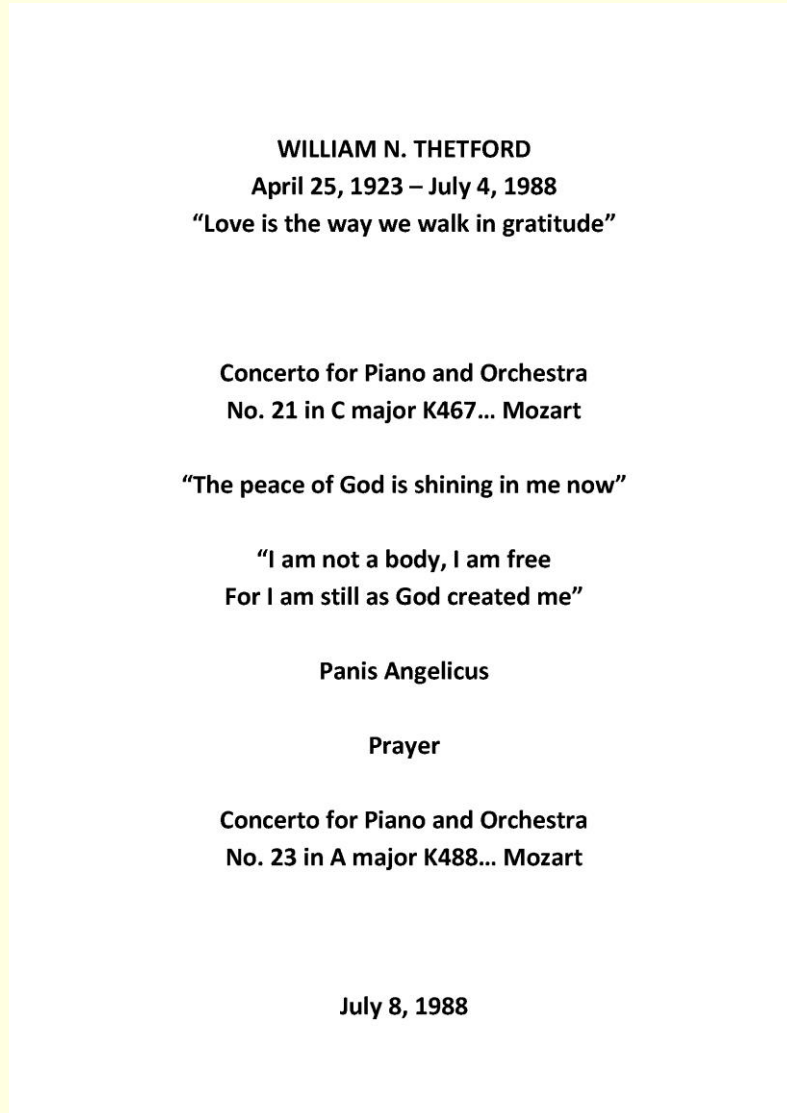 WILLIAM N. THETFORD
April 25, 1923 – July 4, 1988
“Love is the way we walk in gratitude”
Concerto for Piano and Orchestra
No. 21 in C major K467… Mozart
“The peace of God is shining in me now”
“I am not a body, I am free
For I am still as God created me”
Panis Angelicus
Prayer
Concerto for Piano and Orchestra
No. 23 in A major K488… Mozart
July 8, 1988